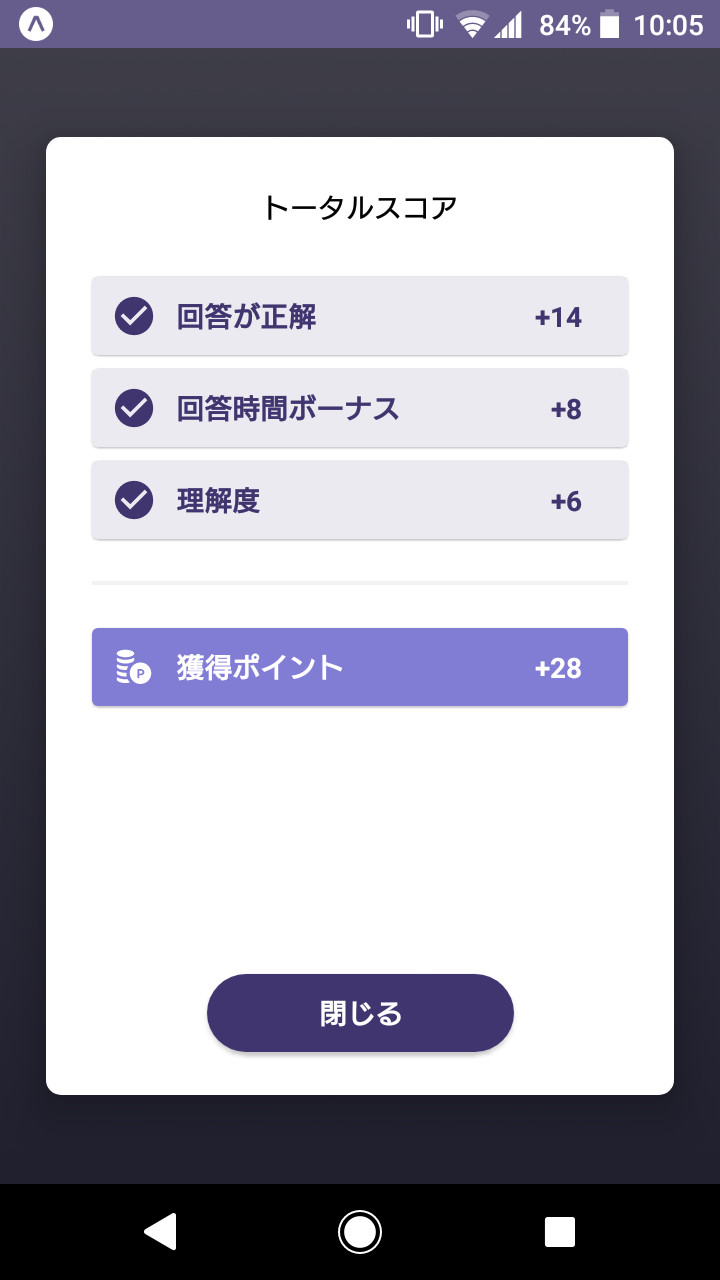 84% 10:05
トータルスコア
回答が正解 +14
回答時間ボーナス +8
理解度 +6
P 獲得ポイント +28
閉じる